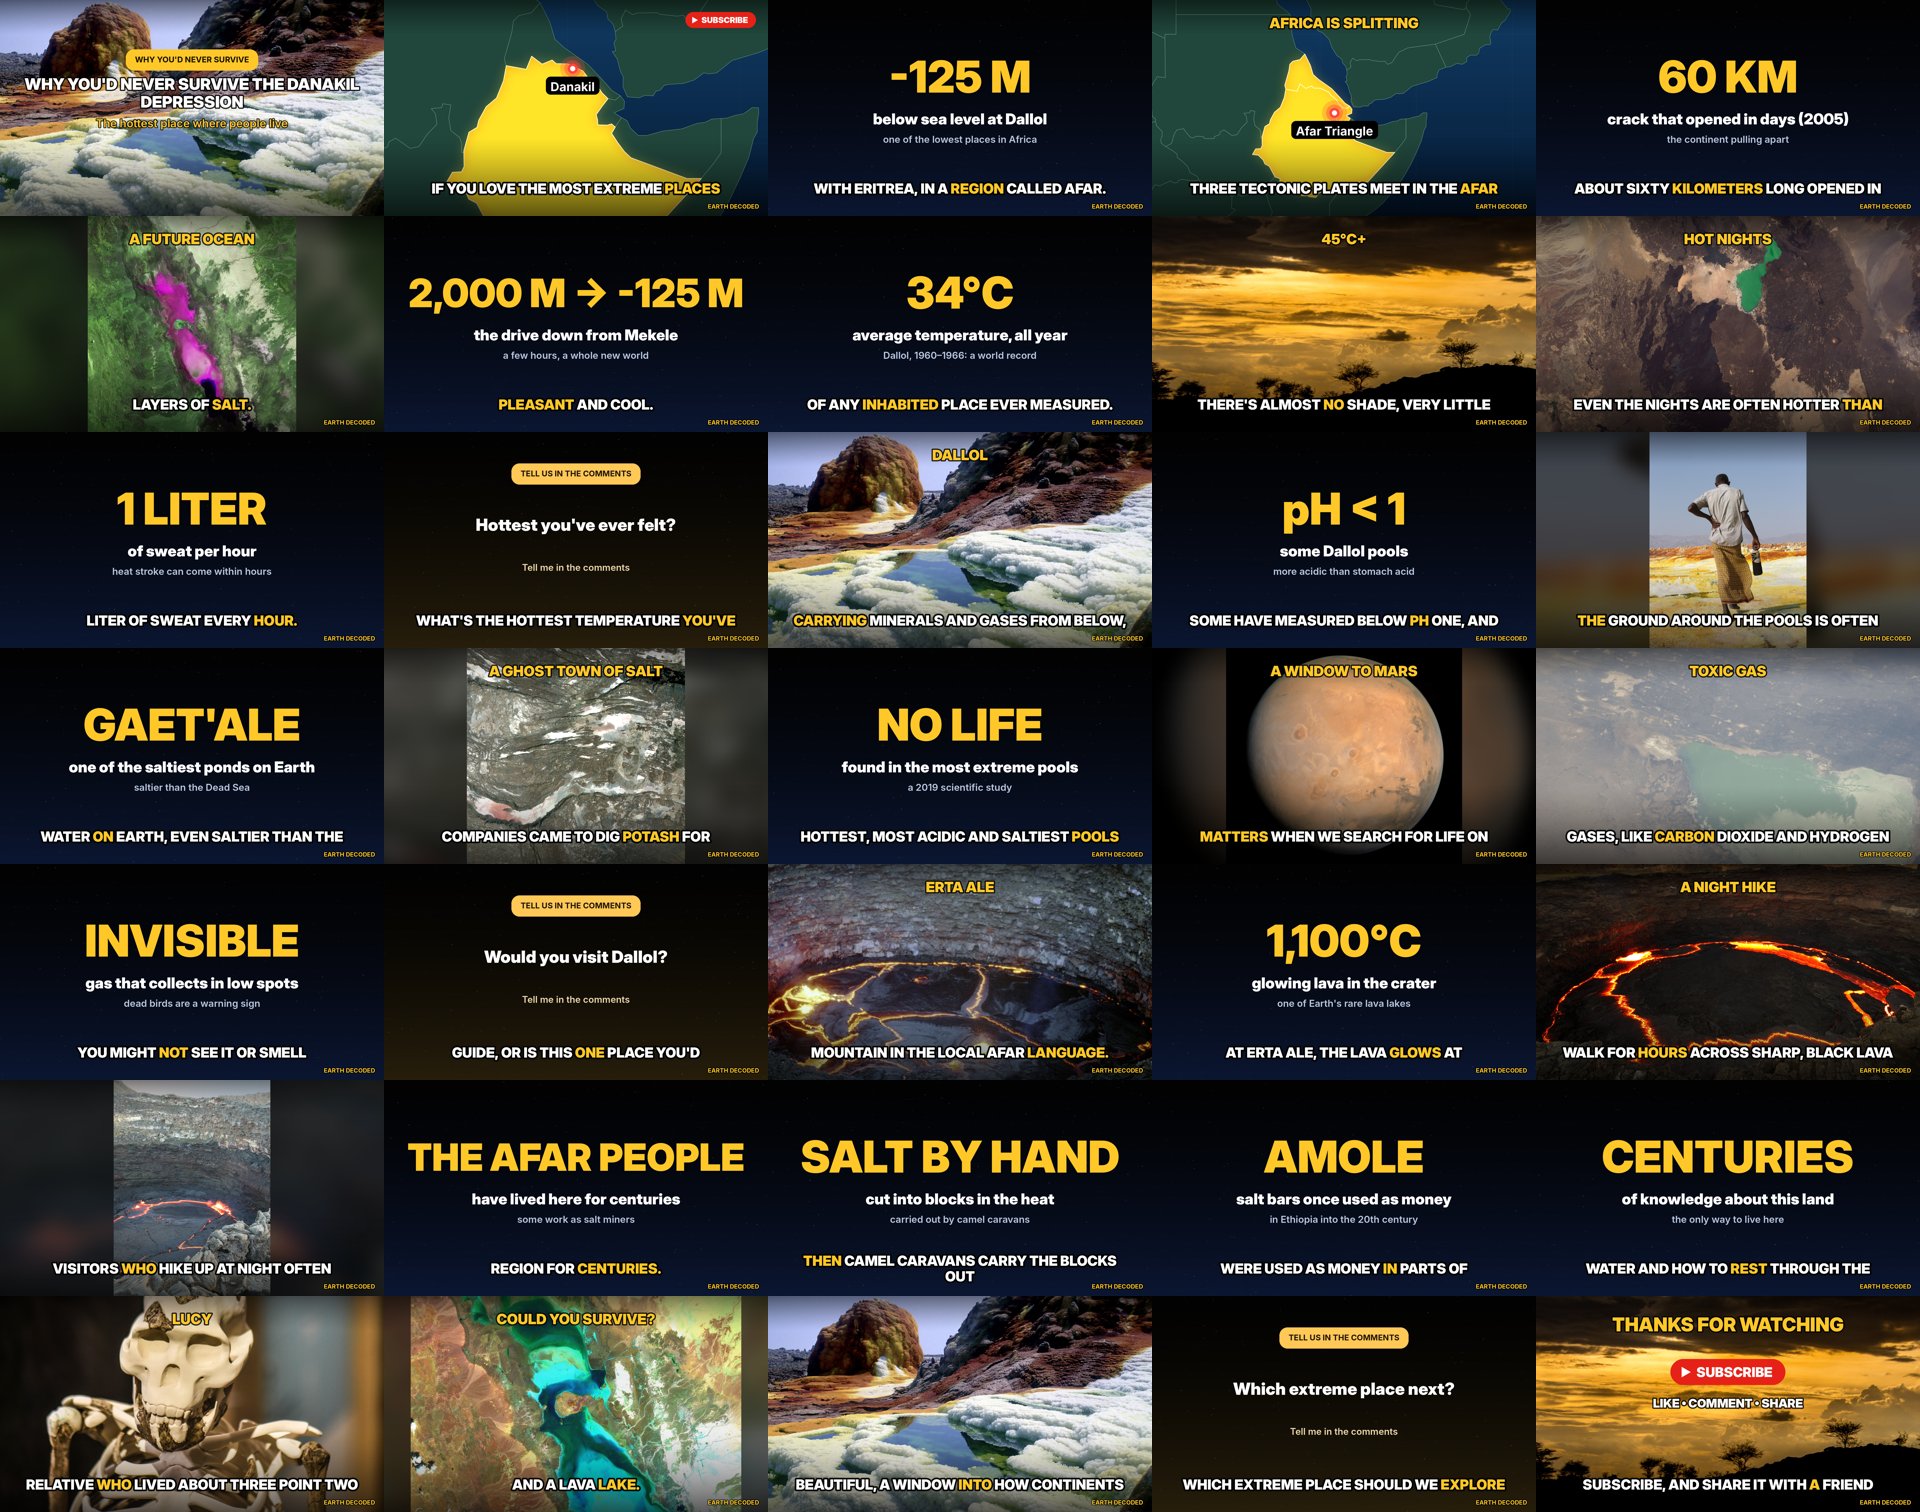 WHY YOU'D NEVER SURVIVE
WHY YOU'D NEVER SURVIVE THE DANAKIL
DEPRESSION
The hottest place where people live
SUBSCRIBE
Danakil
IF YOU LOVE THE MOST EXTREME PLACES
EARTH DECODED
-125 M
below sea level at Dallol
one of the lowest places in Africa
WITH ERITREA, IN A REGION CALLED AFAR.
EARTH DECODED
AFRICA IS SPLITTING
Afar Triangle
THREE TECTONIC PLATES MEET IN THE AFAR
EARTH DECODED
60 KM
crack that opened in days (2005)
the continent pulling apart
ABOUT SIXTY KILOMETERS LONG OPENED IN
EARTH DECODED
A FUTURE OCEAN
LAYERS OF SALT.
EARTH DECODED
2,000 M → -125 M
the drive down from Mekele
a few hours, a whole new world
PLEASANT AND COOL.
EARTH DECODED
34°C
average temperature, all year
Dallol, 1960–1966: a world record
OF ANY INHABITED PLACE EVER MEASURED.
EARTH DECODED
45°C+
THERE'S ALMOST NO SHADE, VERY LITTLE
EARTH DECODED
HOT NIGHTS
EVEN THE NIGHTS ARE OFTEN HOTTER THAN
EARTH DECODED
1 LITER
of sweat per hour
heat stroke can come within hours
LITER OF SWEAT EVERY HOUR.
EARTH DECODED
TELL US IN THE COMMENTS
Hottest you've ever felt?
Tell me in the comments
WHAT'S THE HOTTEST TEMPERATURE YOU'VE
EARTH DECODED
DALLOL
CARRYING MINERALS AND GASES FROM BELOW,
EARTH DECODED
pH < 1
some Dallol pools
more acidic than stomach acid
SOME HAVE MEASURED BELOW PH ONE, AND
EARTH DECODED
THE GROUND AROUND THE POOLS IS OFTEN
EARTH DECODED
GAET'ALE
one of the saltiest ponds on Earth
saltier than the Dead Sea
WATER ON EARTH, EVEN SALTIER THAN THE
EARTH DECODED
A GHOST TOWN OF SALT
COMPANIES CAME TO DIG POTASH FOR
EARTH DECODED
NO LIFE
found in the most extreme pools
a 2019 scientific study
HOTTEST, MOST ACIDIC AND SALTIEST POOLS
EARTH DECODED
A WINDOW TO MARS
MATTERS WHEN WE SEARCH FOR LIFE ON
EARTH DECODED
TOXIC GAS
GASES, LIKE CARBON DIOXIDE AND HYDROGEN
EARTH DECODED
INVISIBLE
gas that collects in low spots
dead birds are a warning sign
YOU MIGHT NOT SEE IT OR SMELL
EARTH DECODED
TELL US IN THE COMMENTS
Would you visit Dallol?
Tell me in the comments
GUIDE, OR IS THIS ONE PLACE YOU'D
EARTH DECODED
ERTA ALE
MOUNTAIN IN THE LOCAL AFAR LANGUAGE.
EARTH DECODED
1,100°C
glowing lava in the crater
one of Earth's rare lava lakes
AT ERTA ALE, THE LAVA GLOWS AT
EARTH DECODED
A NIGHT HIKE
WALK FOR HOURS ACROSS SHARP, BLACK LAVA
EARTH DECODED
VISITORS WHO HIKE UP AT NIGHT OFTEN
EARTH DECODED
THE AFAR PEOPLE
have lived here for centuries
some work as salt miners
REGION FOR CENTURIES.
EARTH DECODED
SALT BY HAND
cut into blocks in the heat
carried out by camel caravans
THEN CAMEL CARAVANS CARRY THE BLOCKS
OUT
EARTH DECODED
AMOLE
salt bars once used as money
in Ethiopia into the 20th century
WERE USED AS MONEY IN PARTS OF
EARTH DECODED
CENTURIES
of knowledge about this land
the only way to live here
WATER AND HOW TO REST THROUGH THE
EARTH DECODED
LUCY
RELATIVE WHO LIVED ABOUT THREE POINT TWO
EARTH DECODED
COULD YOU SURVIVE?
AND A LAVA LAKE.
EARTH DECODED
BEAUTIFUL, A WINDOW INTO HOW CONTINENTS
EARTH DECODED
TELL US IN THE COMMENTS
Which extreme place next?
Tell me in the comments
WHICH EXTREME PLACE SHOULD WE EXPLORE
EARTH DECODED
THANKS FOR WATCHING
SUBSCRIBE
LIKE • COMMENT • SHARE
SUBSCRIBE, AND SHARE IT WITH A FRIEND
EARTH DECODED